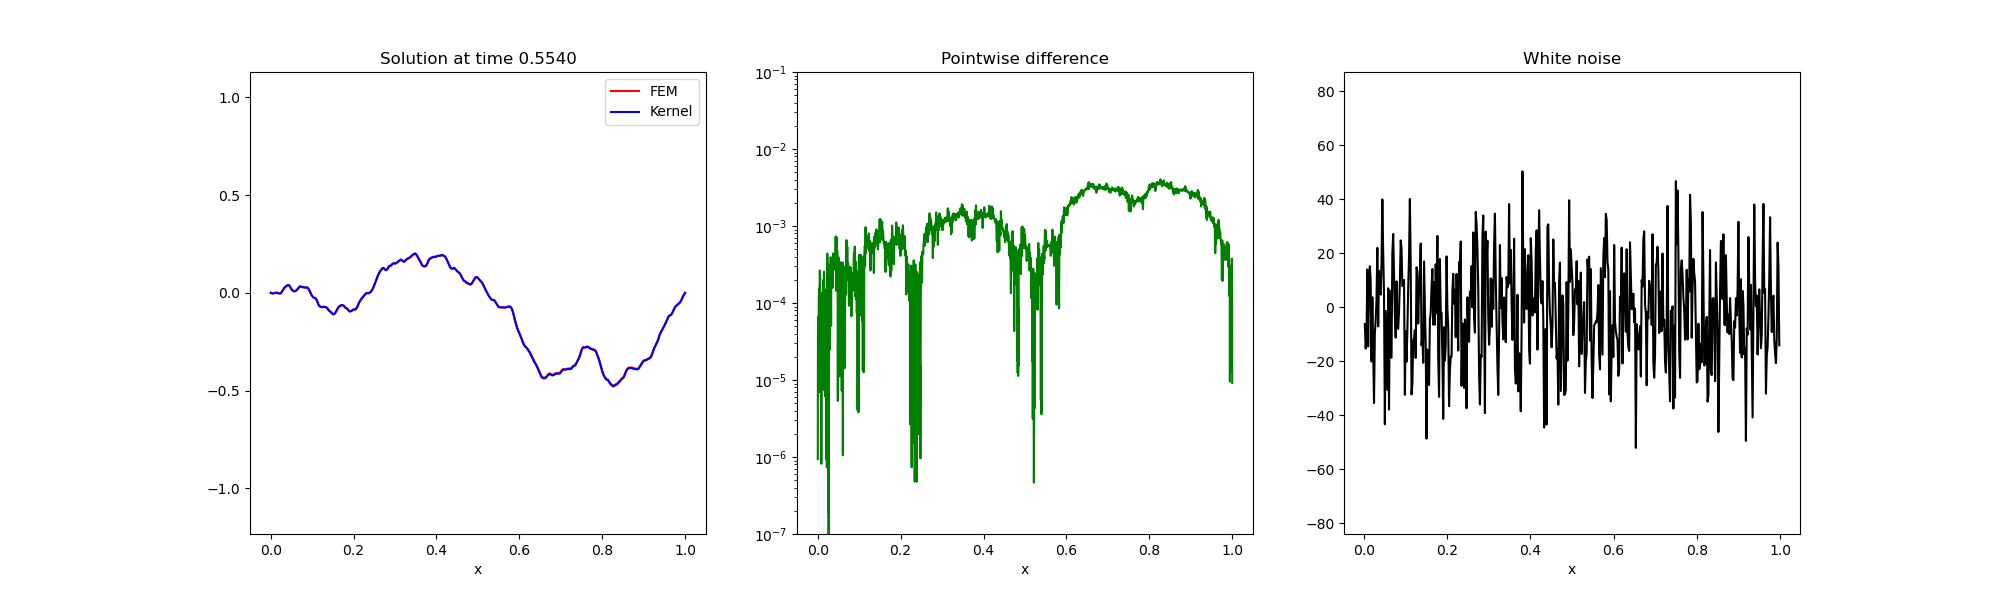 Solution at time 0.5540
1.0
0.5
0.0
−0.5
−1.0
0.0 0.2 0.4 0.6 0.8 1.0
x
FEM
Kernel
Pointwise difference
10⁻¹
10⁻²
10⁻³
10⁻⁴
10⁻⁵
10⁻⁶
10⁻⁷
0.0 0.2 0.4 0.6 0.8 1.0
x
White noise
80
60
40
20
0
−20
−40
−60
−80
0.0 0.2 0.4 0.6 0.8 1.0
x